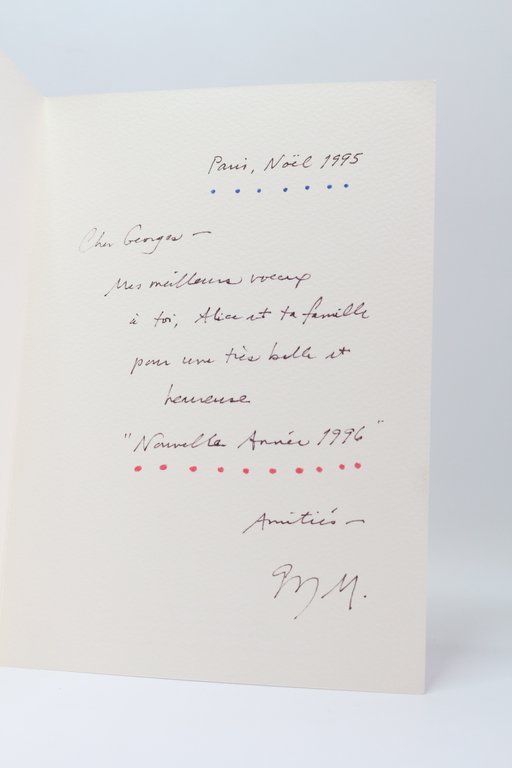 Paris, Noël 1995
Cher Georges —
Mes meilleurs voeux
à toi, Alice et ta famille
pour une très belle et
heureuse
"Nouvelle Année 1996"
Amitiés —
M.